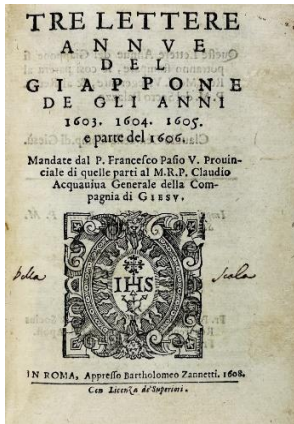 TRE LETTERE
ANNVE
DEL
GIAPPONE
DE GLI ANNI
1603. 1604. 1605.
e parte del 1606.
Mandate dal P. Francesco Pasio V. Prouin-
ciale di quelle parti al M.R.P. Claudio
Acquauiua Generale della Com-
pagnia di GIESV.
IHS
Della Scala
IN ROMA, Appresso Bartholomeo Zannetti. 1608.
Con Licenza de'Superiori.